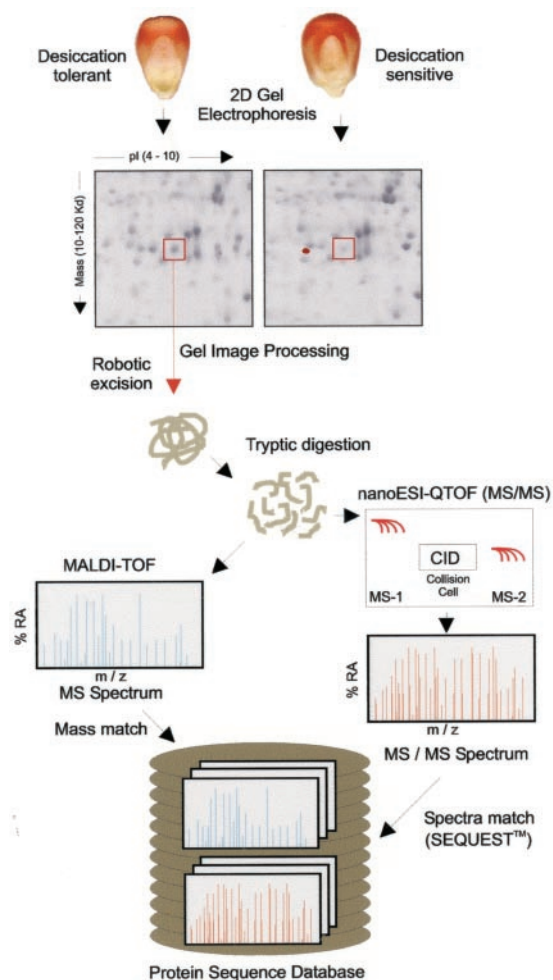 Desiccation
tolerant
Desiccation
sensitive
2D Gel
Electrophoresis
pI (4 - 10)
Mass (10-120 Kd)
Gel Image Processing
Robotic
excision
Tryptic digestion
nanoESI-QTOF (MS/MS)
CID
Collision
Cell
MS-1
MS-2
MALDI-TOF
% RA
m / z
MS Spectrum
% RA
m / z
MS / MS Spectrum
Mass match
Spectra match
(SEQUEST™)
Protein Sequence Database